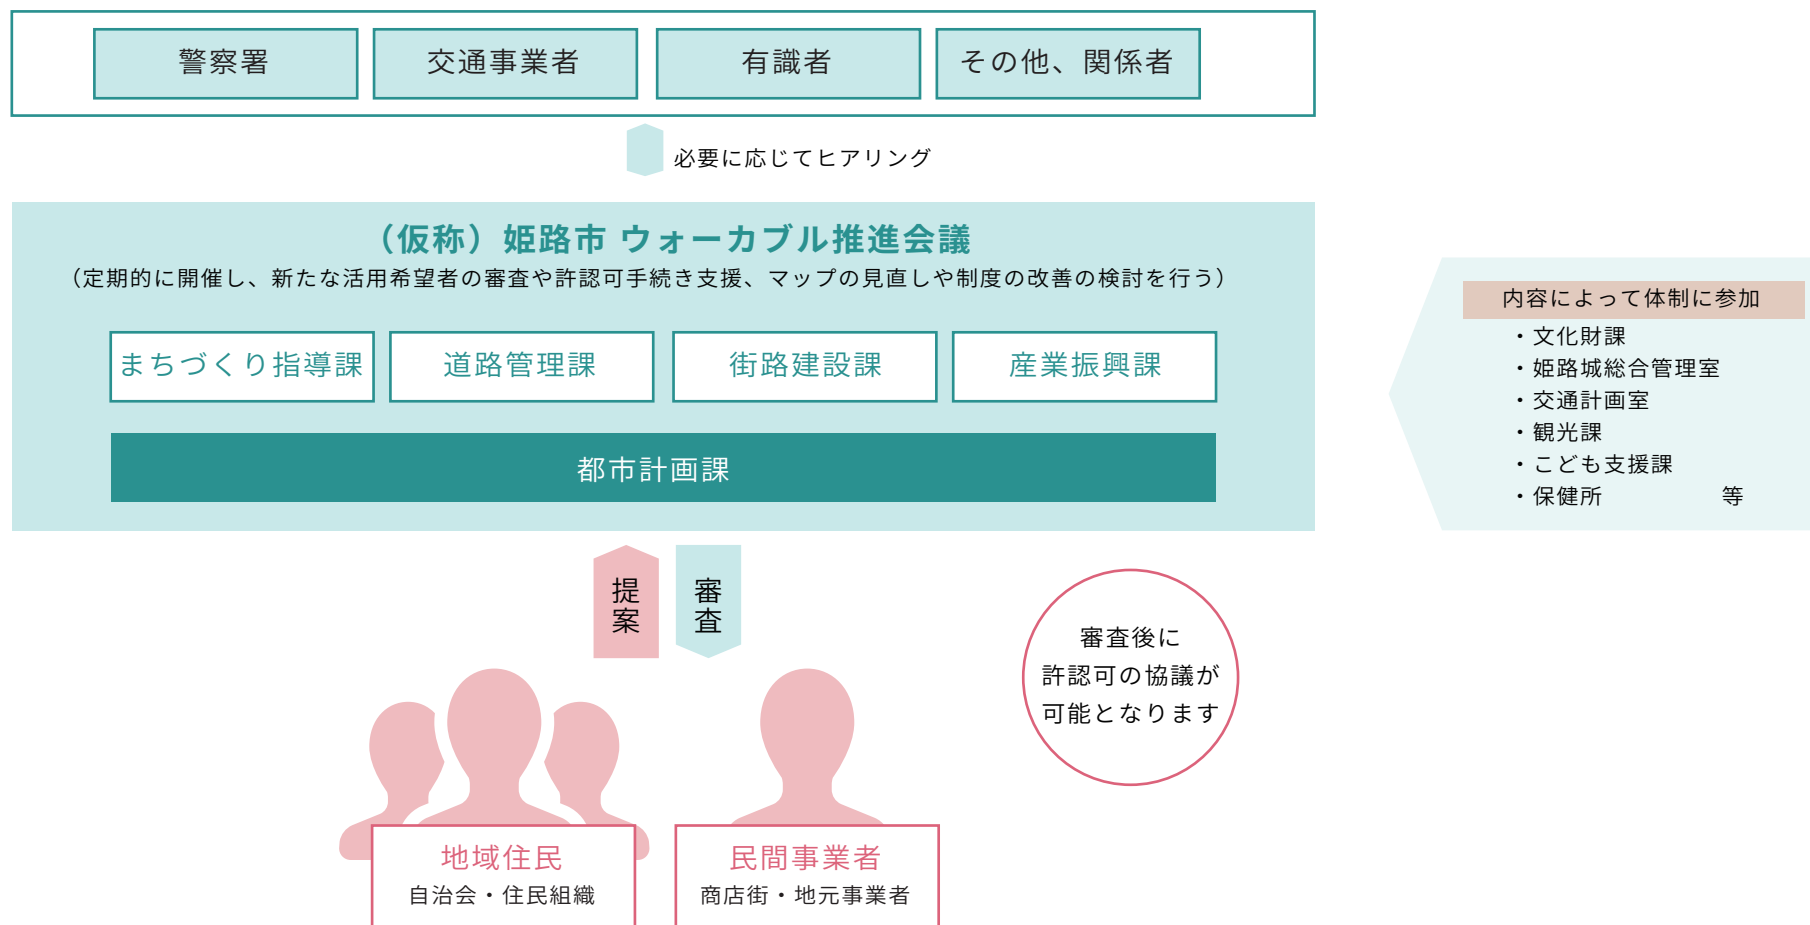 警察署
交通事業者
有識者
その他、関係者
必要に応じてヒアリング
（仮称）姫路市 ウォーカブル推進会議
（定期的に開催し、新たな活用希望者の審査や許認可手続き支援、マップの見直しや制度の改善の検討を行う）
まちづくり指導課
道路管理課
街路建設課
産業振興課
都市計画課
内容によって体制に参加
・文化財課
・姫路城総合管理室
・交通計画室
・観光課
・こども支援課
・保健所 等
提案
審査
審査後に
許認可の協議が
可能となります
地域住民
自治会・住民組織
民間事業者
商店街・地元事業者